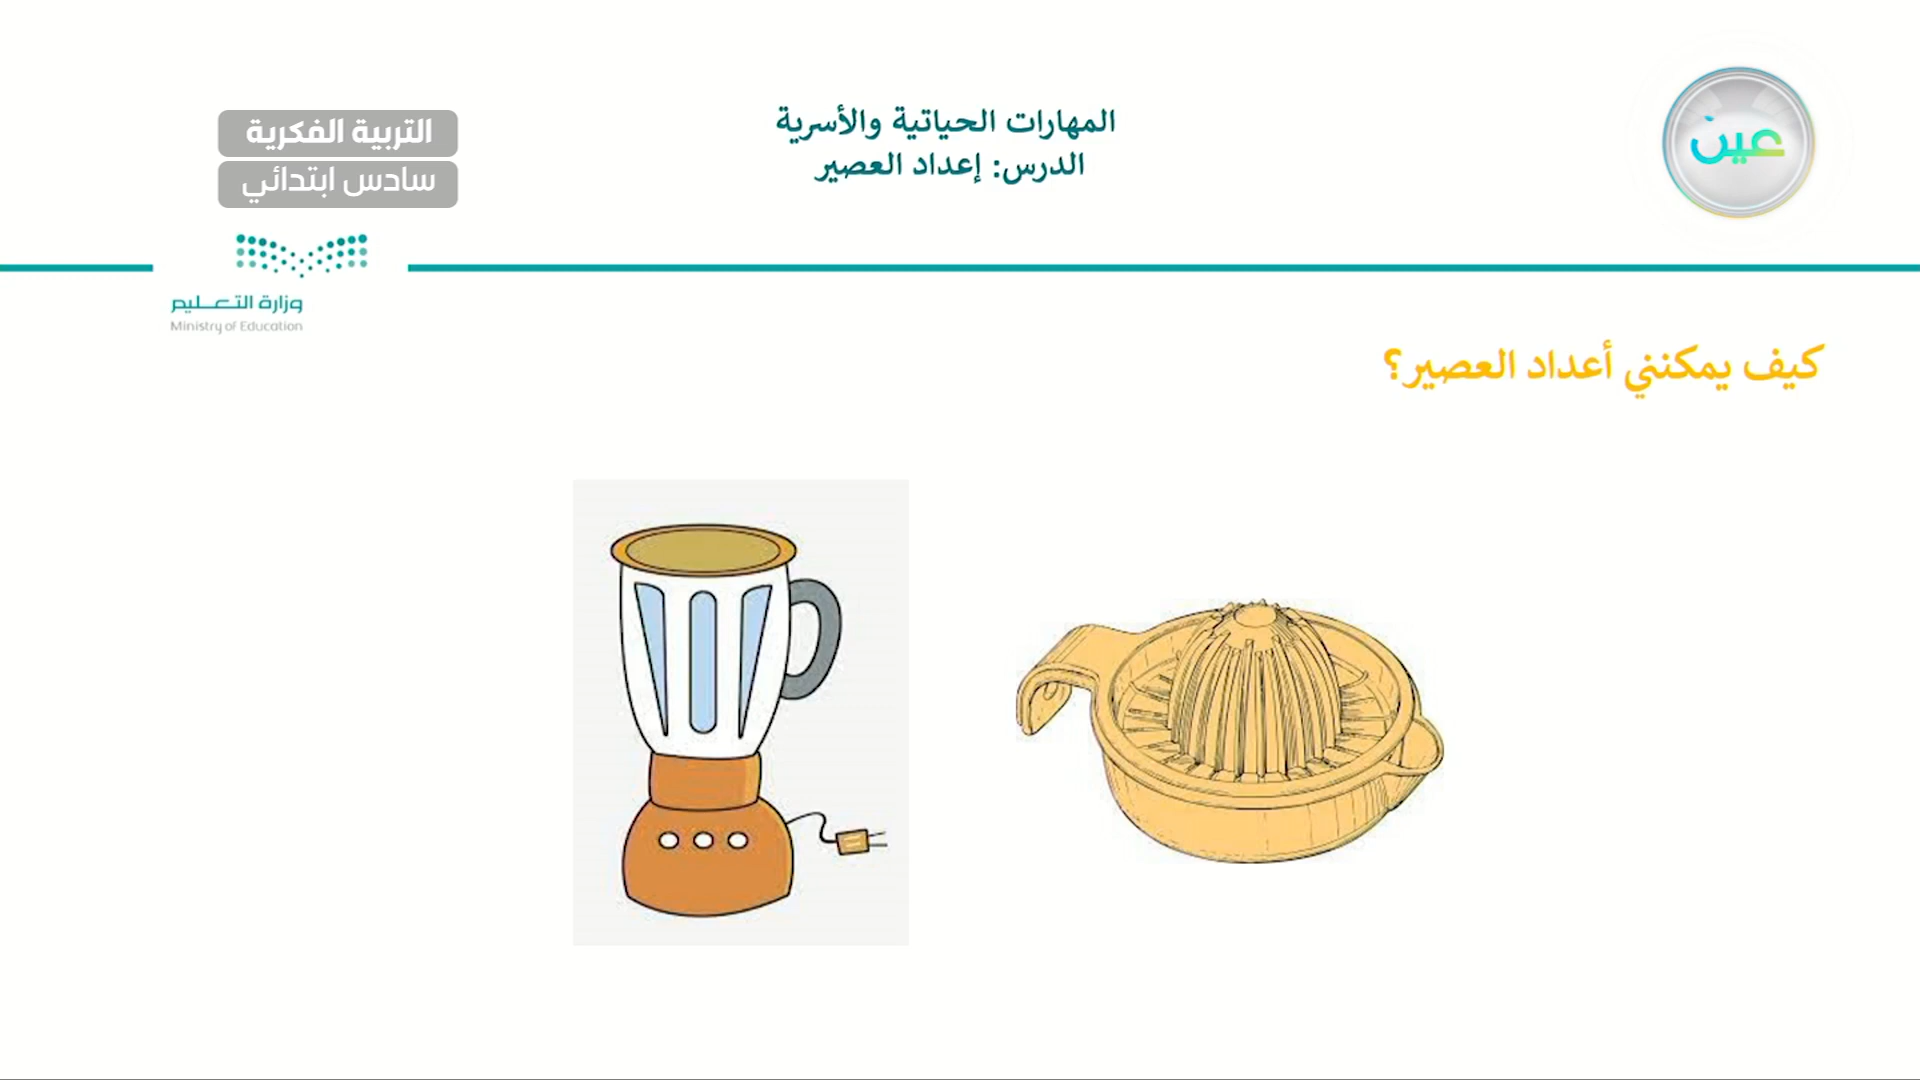 عين
المهارات الحياتية والأسرية
الدرس: إعداد العصير
التربية الفكرية
سادس ابتدائي
وزارة التعـــليم
Ministry of Education
كيف يمكنني أعداد العصير؟